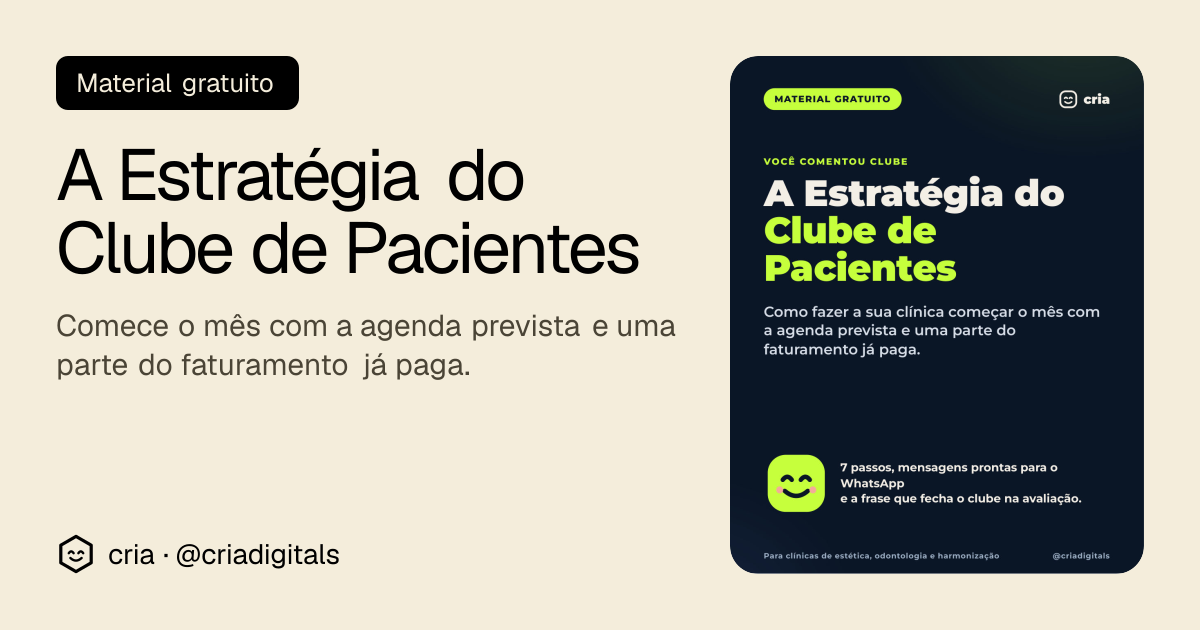 Material gratuito
A Estratégia do
Clube de Pacientes
Comece o mês com a agenda prevista e uma
parte do faturamento já paga.
cria · @criadigitals
MATERIAL GRATUITO
cria
VOCÊ COMENTOU CLUBE
A Estratégia do
Clube de
Pacientes
Como fazer a sua clínica começar o mês com
a agenda prevista e uma parte do
faturamento já paga.
7 passos, mensagens prontas para o
WhatsApp
e a frase que fecha o clube na avaliação.
Para clínicas de estética, odontologia e harmonização
@criadigitals